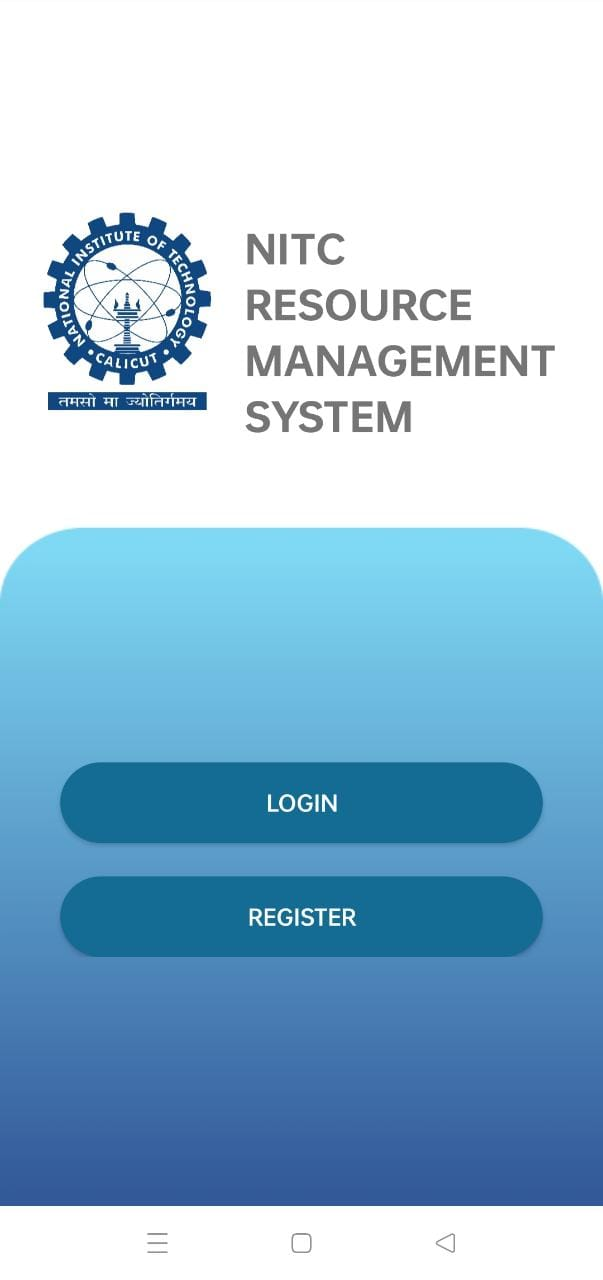 NATIONAL INSTITUTE OF TECHNOLOGY
• CALICUT •
तमसो मा ज्योतिर्गमय
NITC
RESOURCE
MANAGEMENT
SYSTEM
LOGIN
REGISTER